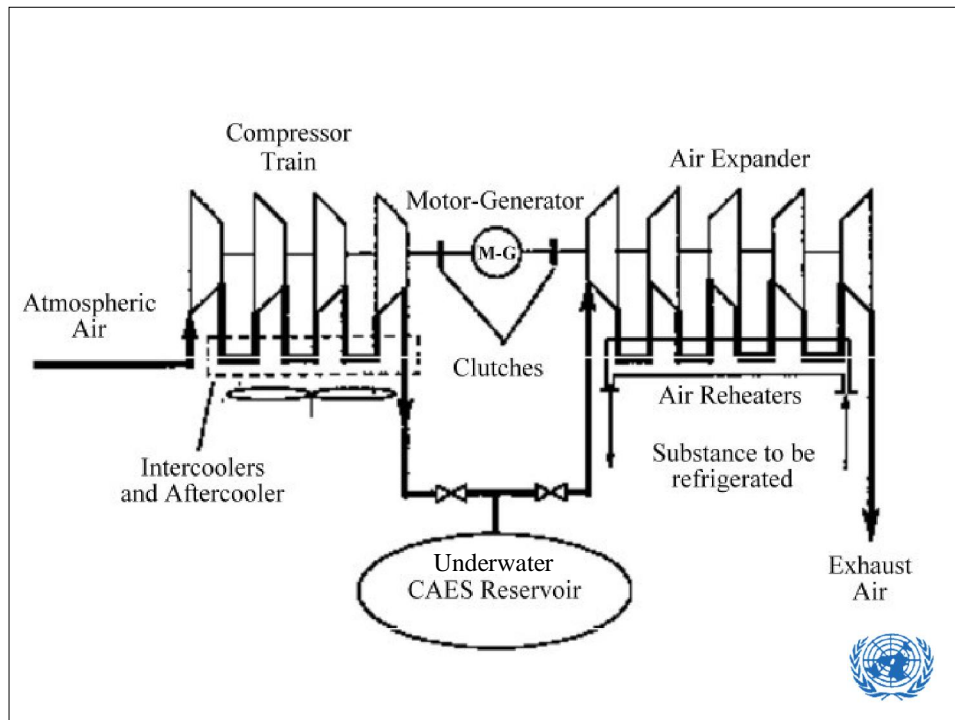 Compressor
Train
Air Expander
Motor-Generator
M-G
Atmospheric
Air
Clutches
Air Reheaters
Intercoolers
and Aftercooler
Substance to be
refrigerated
Underwater
CAES Reservoir
Exhaust
Air